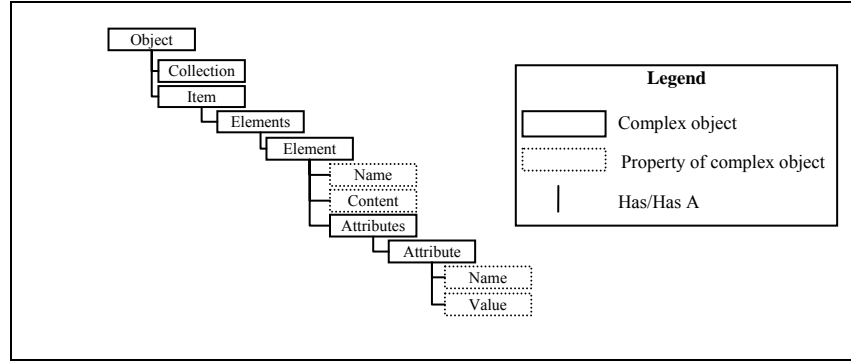 Object
Collection
Item
Elements
Element
Name
Content
Attributes
Attribute
Name
Value
Legend
Complex object
Property of complex object
Has/Has A